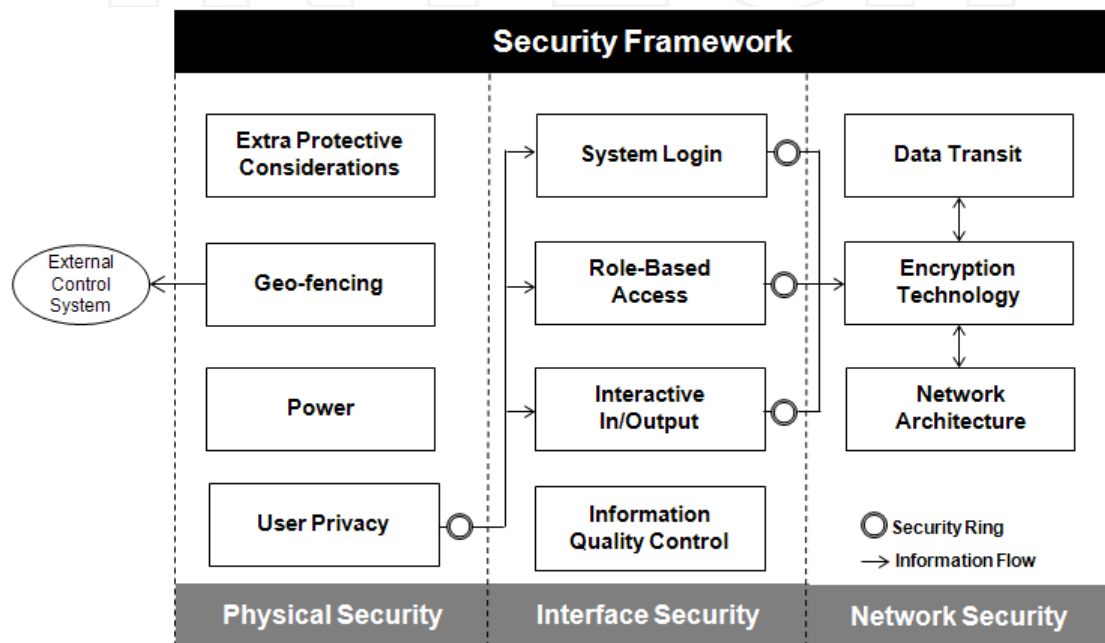 Security Framework
Extra Protective
Considerations
System Login
Data Transit
External
Control
System
Geo-fencing
Role-Based
Access
Encryption
Technology
Power
Interactive
In/Output
Network
Architecture
User Privacy
Information
Quality Control
Security Ring
Information Flow
Physical Security
Interface Security
Network Security